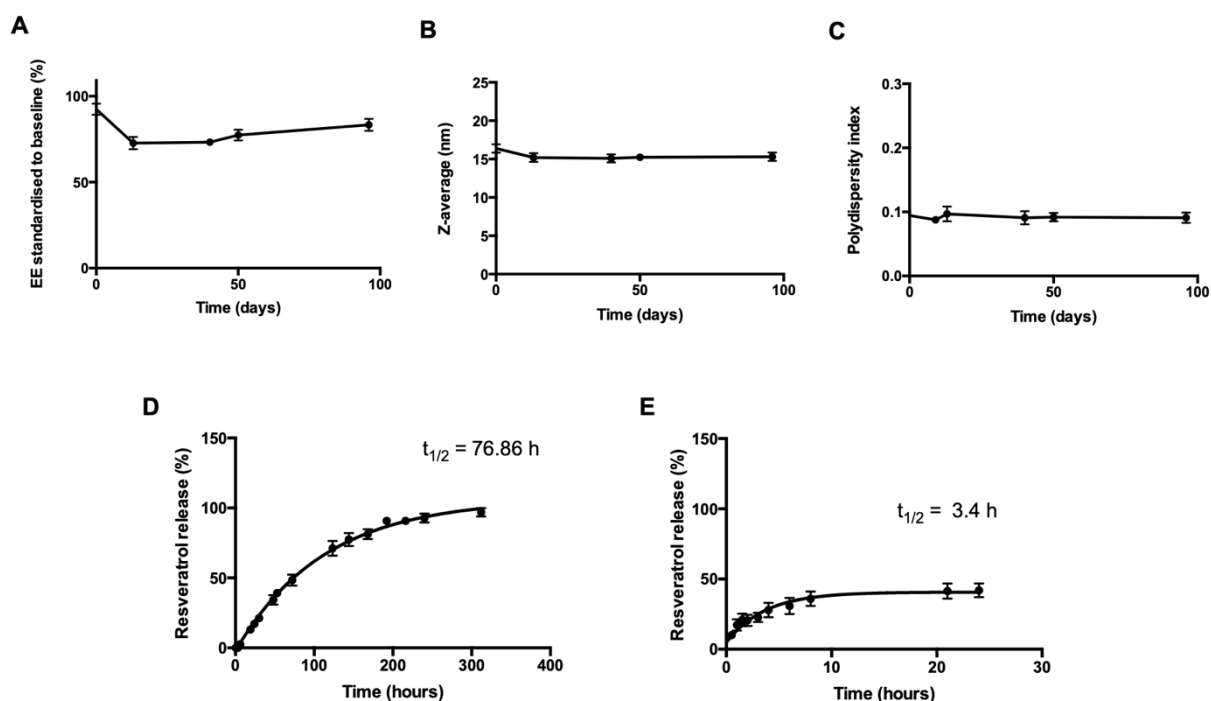 A
EE standardised to baseline (%)
100
50
0
0 50 100
Time (days)
B
Z-average (nm)
25
20
15
10
5
0
0 50 100
Time (days)
C
Polydispersity index
0.3
0.2
0.1
0.0
0 50 100
Time (days)
D
t1/2 = 76.86 h
Resveratrol release (%)
150
100
50
0
0 100 200 300 400
Time (hours)
E
t1/2 = 3.4 h
Resveratrol release (%)
150
100
50
0
0 10 20 30
Time (hours)